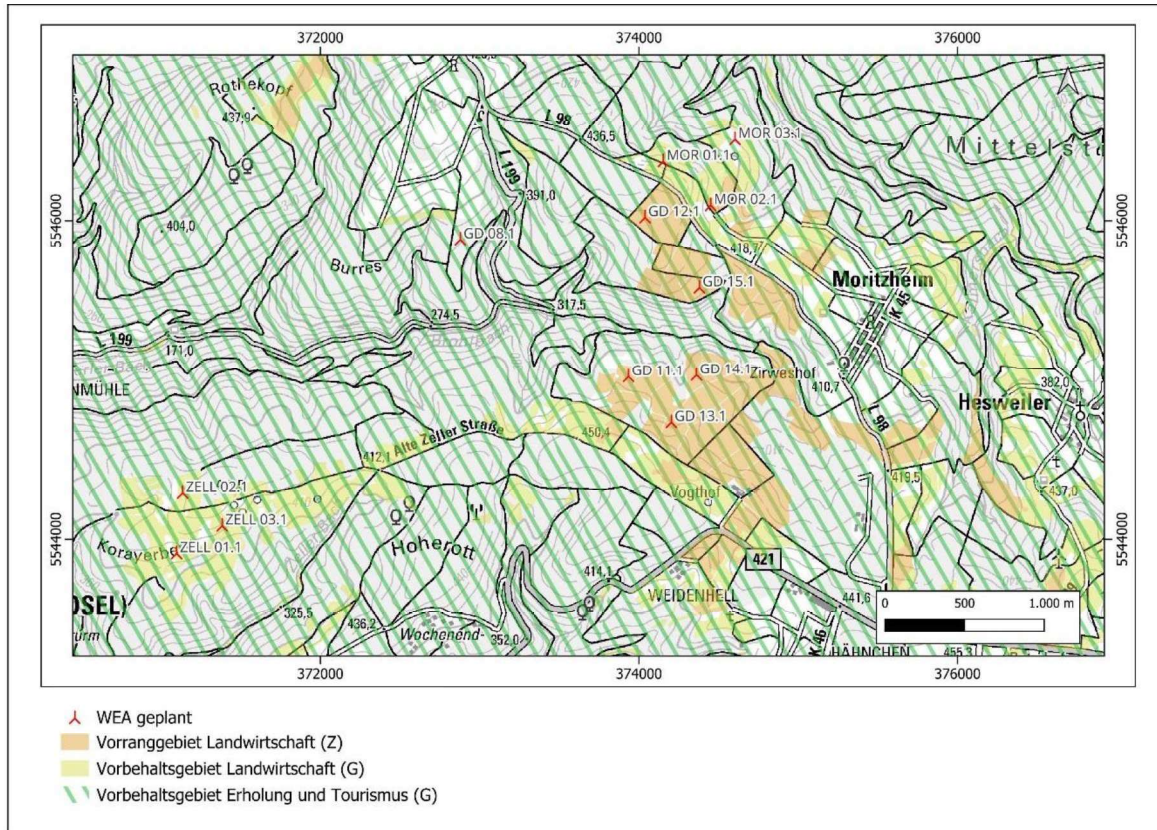 372000 374000 376000
Rothekopf
437,9
L 98
436,5
MOR 03.1
MOR 01.1
Mittelst
L 199
391,0
5546000
404,0
GD 12.1
MOR 02.1
5546000
GD 08.1
418,7
Burres
Moritzheim
K 45
GD 15.1
317,5
274,5
L 199
171,0
NMÜHLE
GD 11.1
GD 14.1
Zirweshof
410,7
382,0
Hesweiler
GD 13.1
L 98
Alte Zeller Straße
450,4
412,1
ZELL 02.1
Vogthof
419,5
437,0
ZELL 03.1
Korayerbe
ZELL 01.1
Hoherott
5544000
5544000
421
OSEL)
414,1
WEIDENHELL
325,5
436,2
Wochenend-
352,0
441,6
K 46
HÄHNCHEN
455,3
turm
0 500 1.000 m
372000 374000 376000
WEA geplant
Vorranggebiet Landwirtschaft (Z)
Vorbehaltsgebiet Landwirtschaft (G)
Vorbehaltsgebiet Erholung und Tourismus (G)